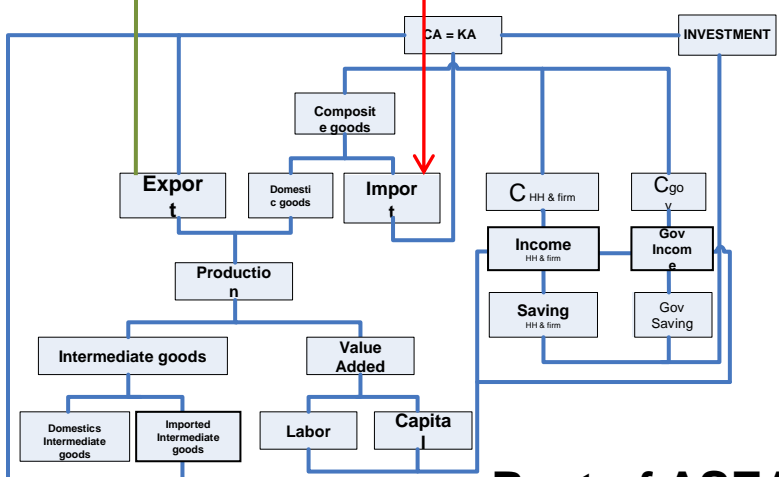 CA = KA
INVESTMENT
Composit
e goods
Expor
t
Domesti
c goods
Impor
t
C HH & firm
Cgo
v
Income
HH & firm
Gov
Incom
e
Productio
n
Saving
HH & firm
Gov
Saving
Intermediate goods
Value
Added
Domestics
Intermediate
goods
Imported
Intermediate
goods
Labor
Capita
l